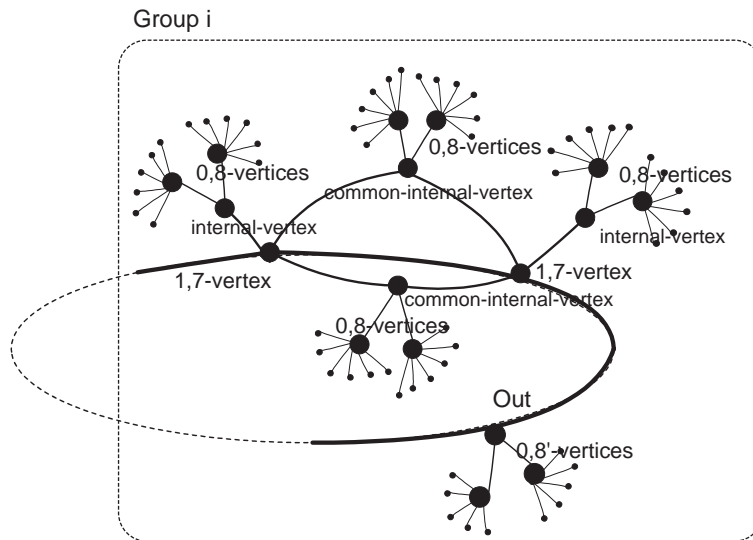 Group i
0,8-vertices
common-internal-vertex
0,8-vertices
internal-vertex
0,8-vertices
internal-vertex
1,7-vertex
1,7-vertex
common-internal-vertex
0,8-vertices
Out
0,8'-vertices